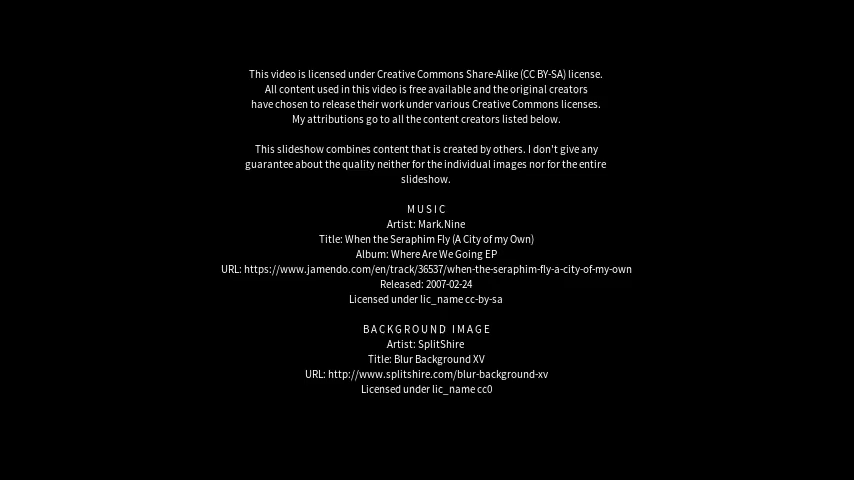 This video is licensed under Creative Commons Share-Alike (CC BY-SA) license.
All content used in this video is free available and the original creators
have chosen to release their work under various Creative Commons licenses.
My attributions go to all the content creators listed below.
This slideshow combines content that is created by others. I don't give any
guarantee about the quality neither for the individual images nor for the entire
slideshow.
MUSIC
Artist: Mark.Nine
Title: When the Seraphim Fly (A City of my Own)
Album: Where Are We Going EP
URL: https://www.jamendo.com/en/track/36537/when-the-seraphim-fly-a-city-of-my-own
Released: 2007-02-24
Licensed under lic_name cc-by-sa
BACKGROUND IMAGE
Artist: SplitShire
Title: Blur Background XV
URL: http://www.splitshire.com/blur-background-xv
Licensed under lic_name cc0